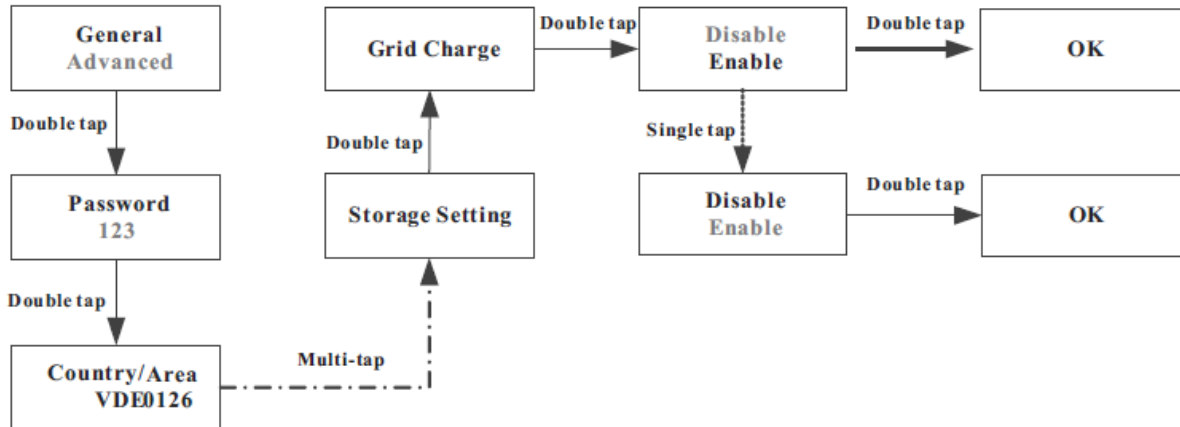 General
Advanced
Double tap
Password
123
Double tap
Country/Area
VDE0126
Multi-tap
Storage Setting
Double tap
Grid Charge
Double tap
Disable
Enable
Double tap
OK
Single tap
Disable
Enable
Double tap
OK